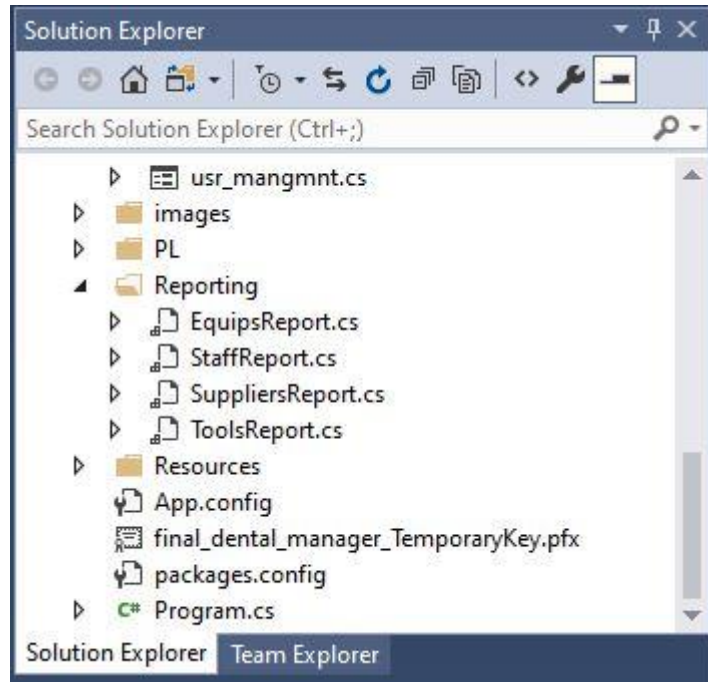 Solution Explorer
Search Solution Explorer (Ctrl+;)
usr_mangmnt.cs
images
PL
Reporting
EquipsReport.cs
StaffReport.cs
SuppliersReport.cs
ToolsReport.cs
Resources
App.config
final_dental_manager_TemporaryKey.pfx
packages.config
C# Program.cs
Solution Explorer Team Explorer